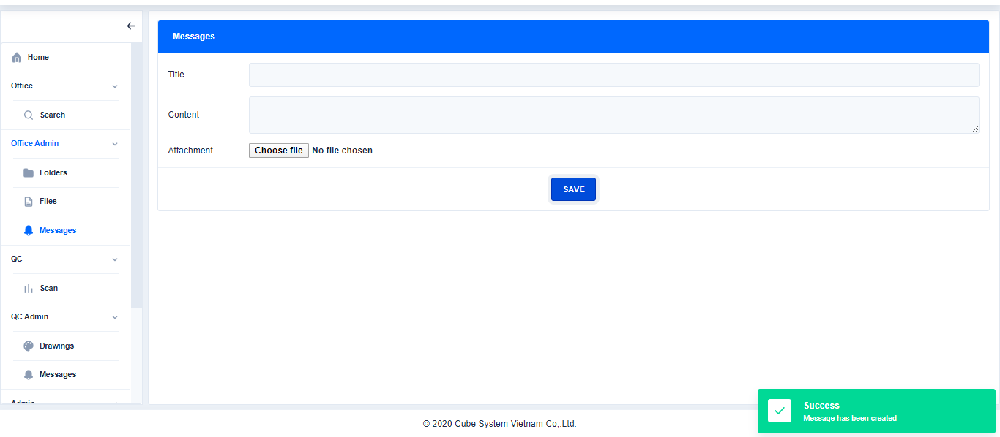 Home
Office
Search
Office Admin
Folders
Files
Messages
QC
Scan
QC Admin
Drawings
Messages
Admin
Messages
Title
Content
Attachment
Choose file No file chosen
SAVE
Success
Message has been created
© 2020 Cube System Vietnam Co,.Ltd.